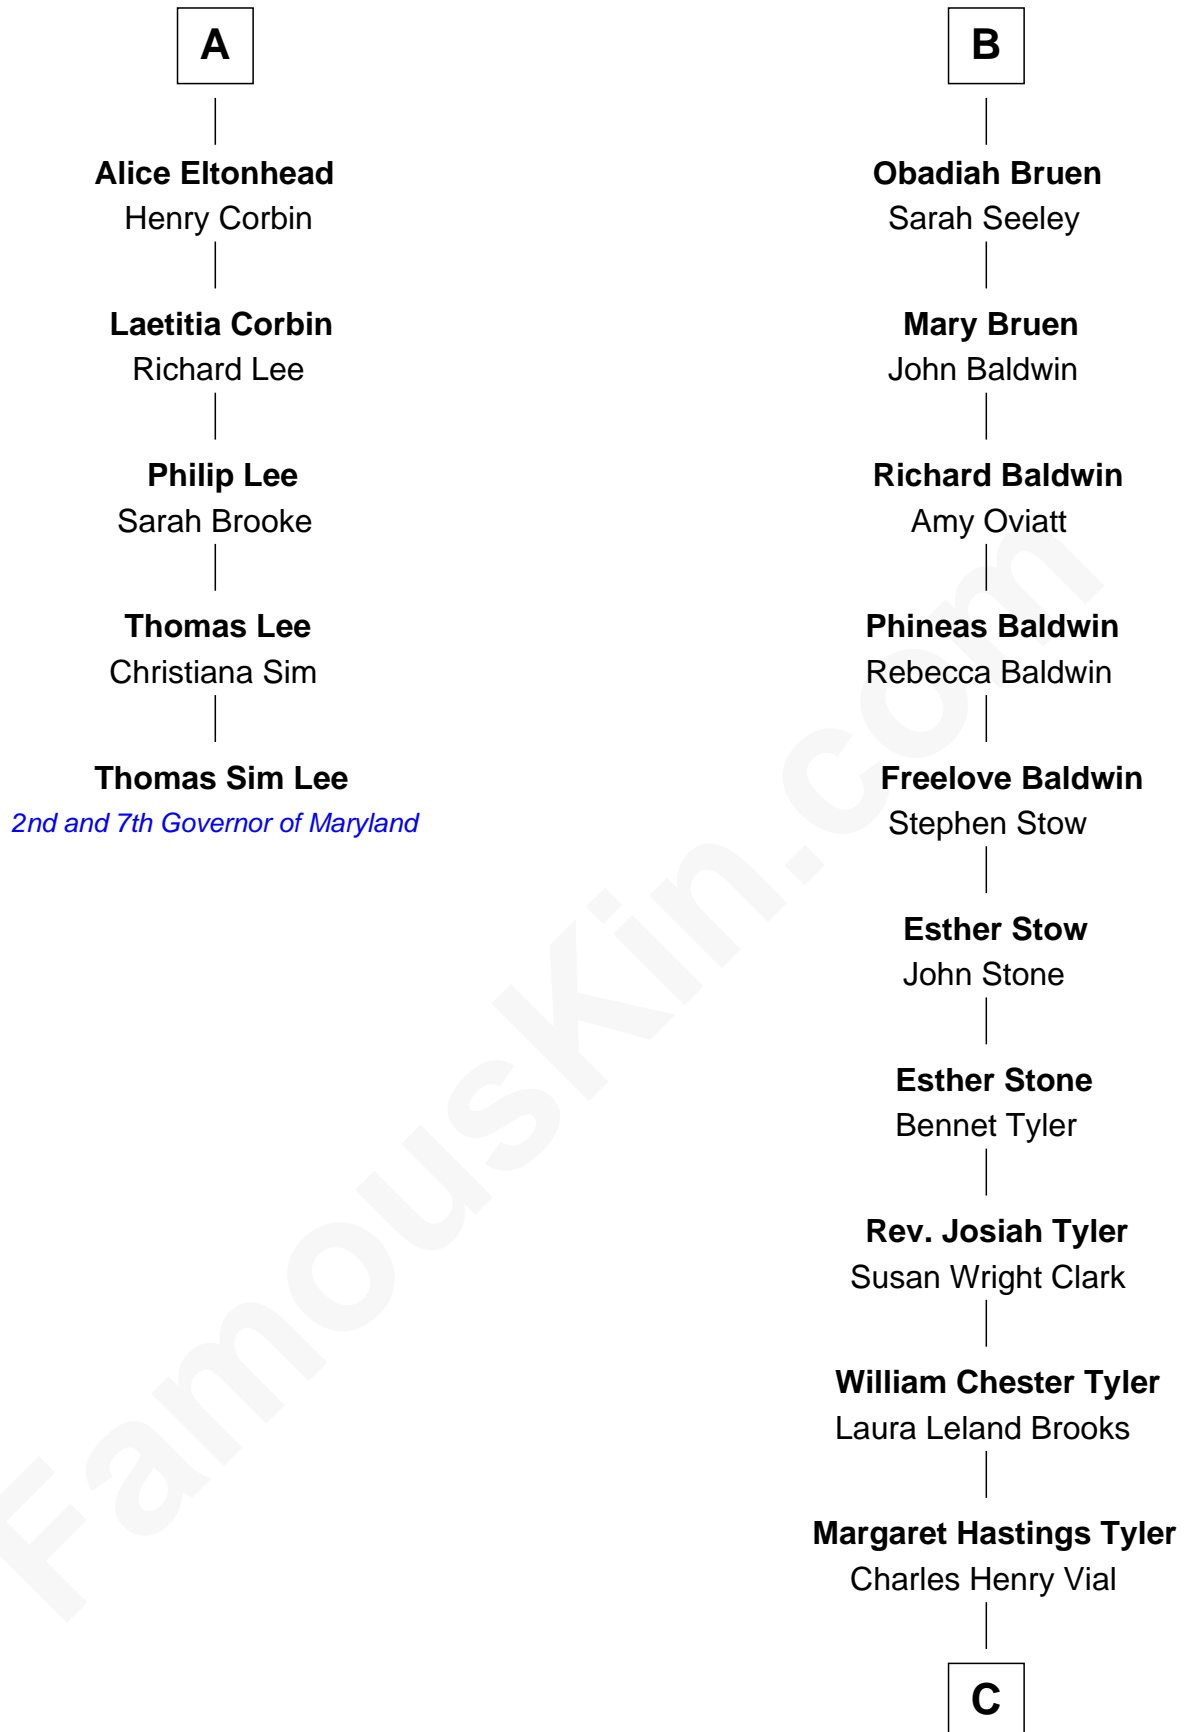 A
Alice Eltonhead
Henry Corbin
Laetitia Corbin
Richard Lee
Philip Lee
Sarah Brooke
Thomas Lee
Christiana Sim
Thomas Sim Lee
2nd and 7th Governor of Maryland
B
Obadiah Bruen
Sarah Seeley
Mary Bruen
John Baldwin
Richard Baldwin
Amy Oviatt
Phineas Baldwin
Rebecca Baldwin
Freelove Baldwin
Stephen Stow
Esther Stow
John Stone
Esther Stone
Bennet Tyler
Rev. Josiah Tyler
Susan Wright Clark
William Chester Tyler
Laura Leland Brooks
Margaret Hastings Tyler
Charles Henry Vial
C
FamousKin.com